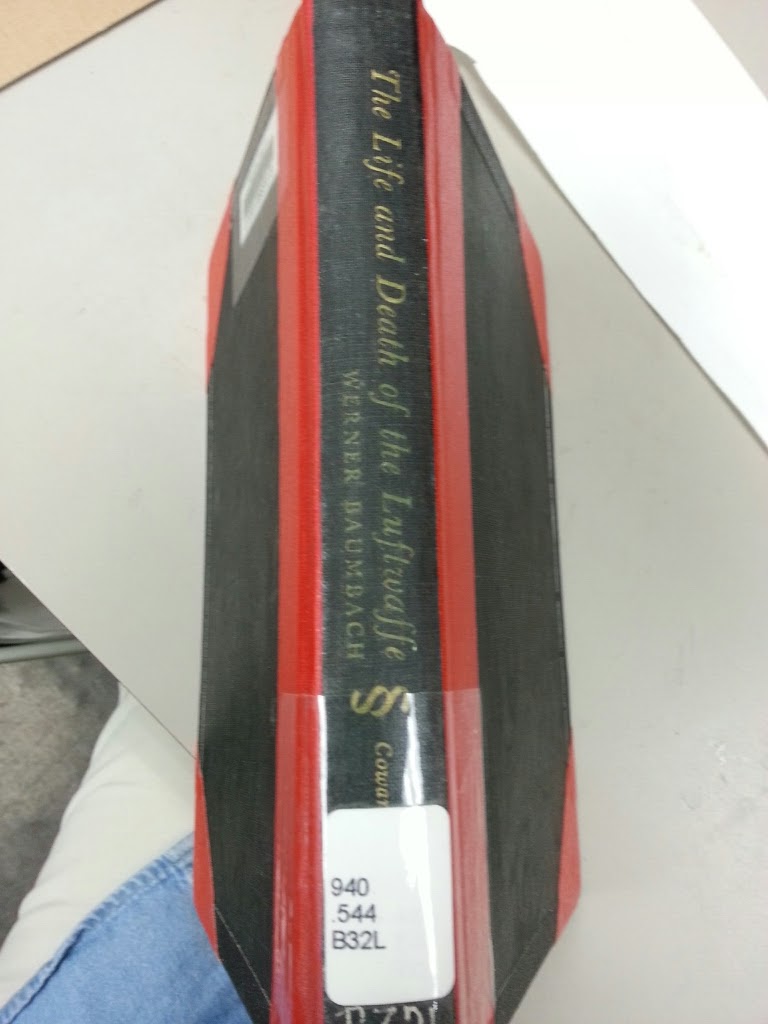 The Life and Death of the Luftwaffe
WERNER BAUMBACH
§
940
.544
B32L